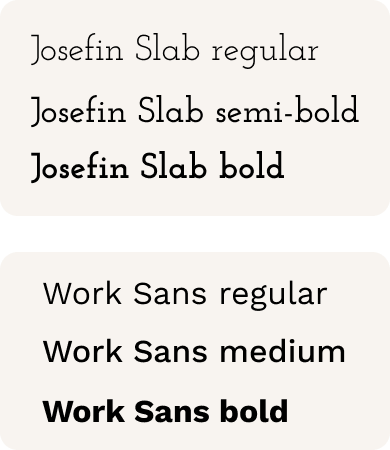 Josefin Slab regular
Josefin Slab semi-bold
Josefin Slab bold
Work Sans regular
Work Sans medium
Work Sans bold